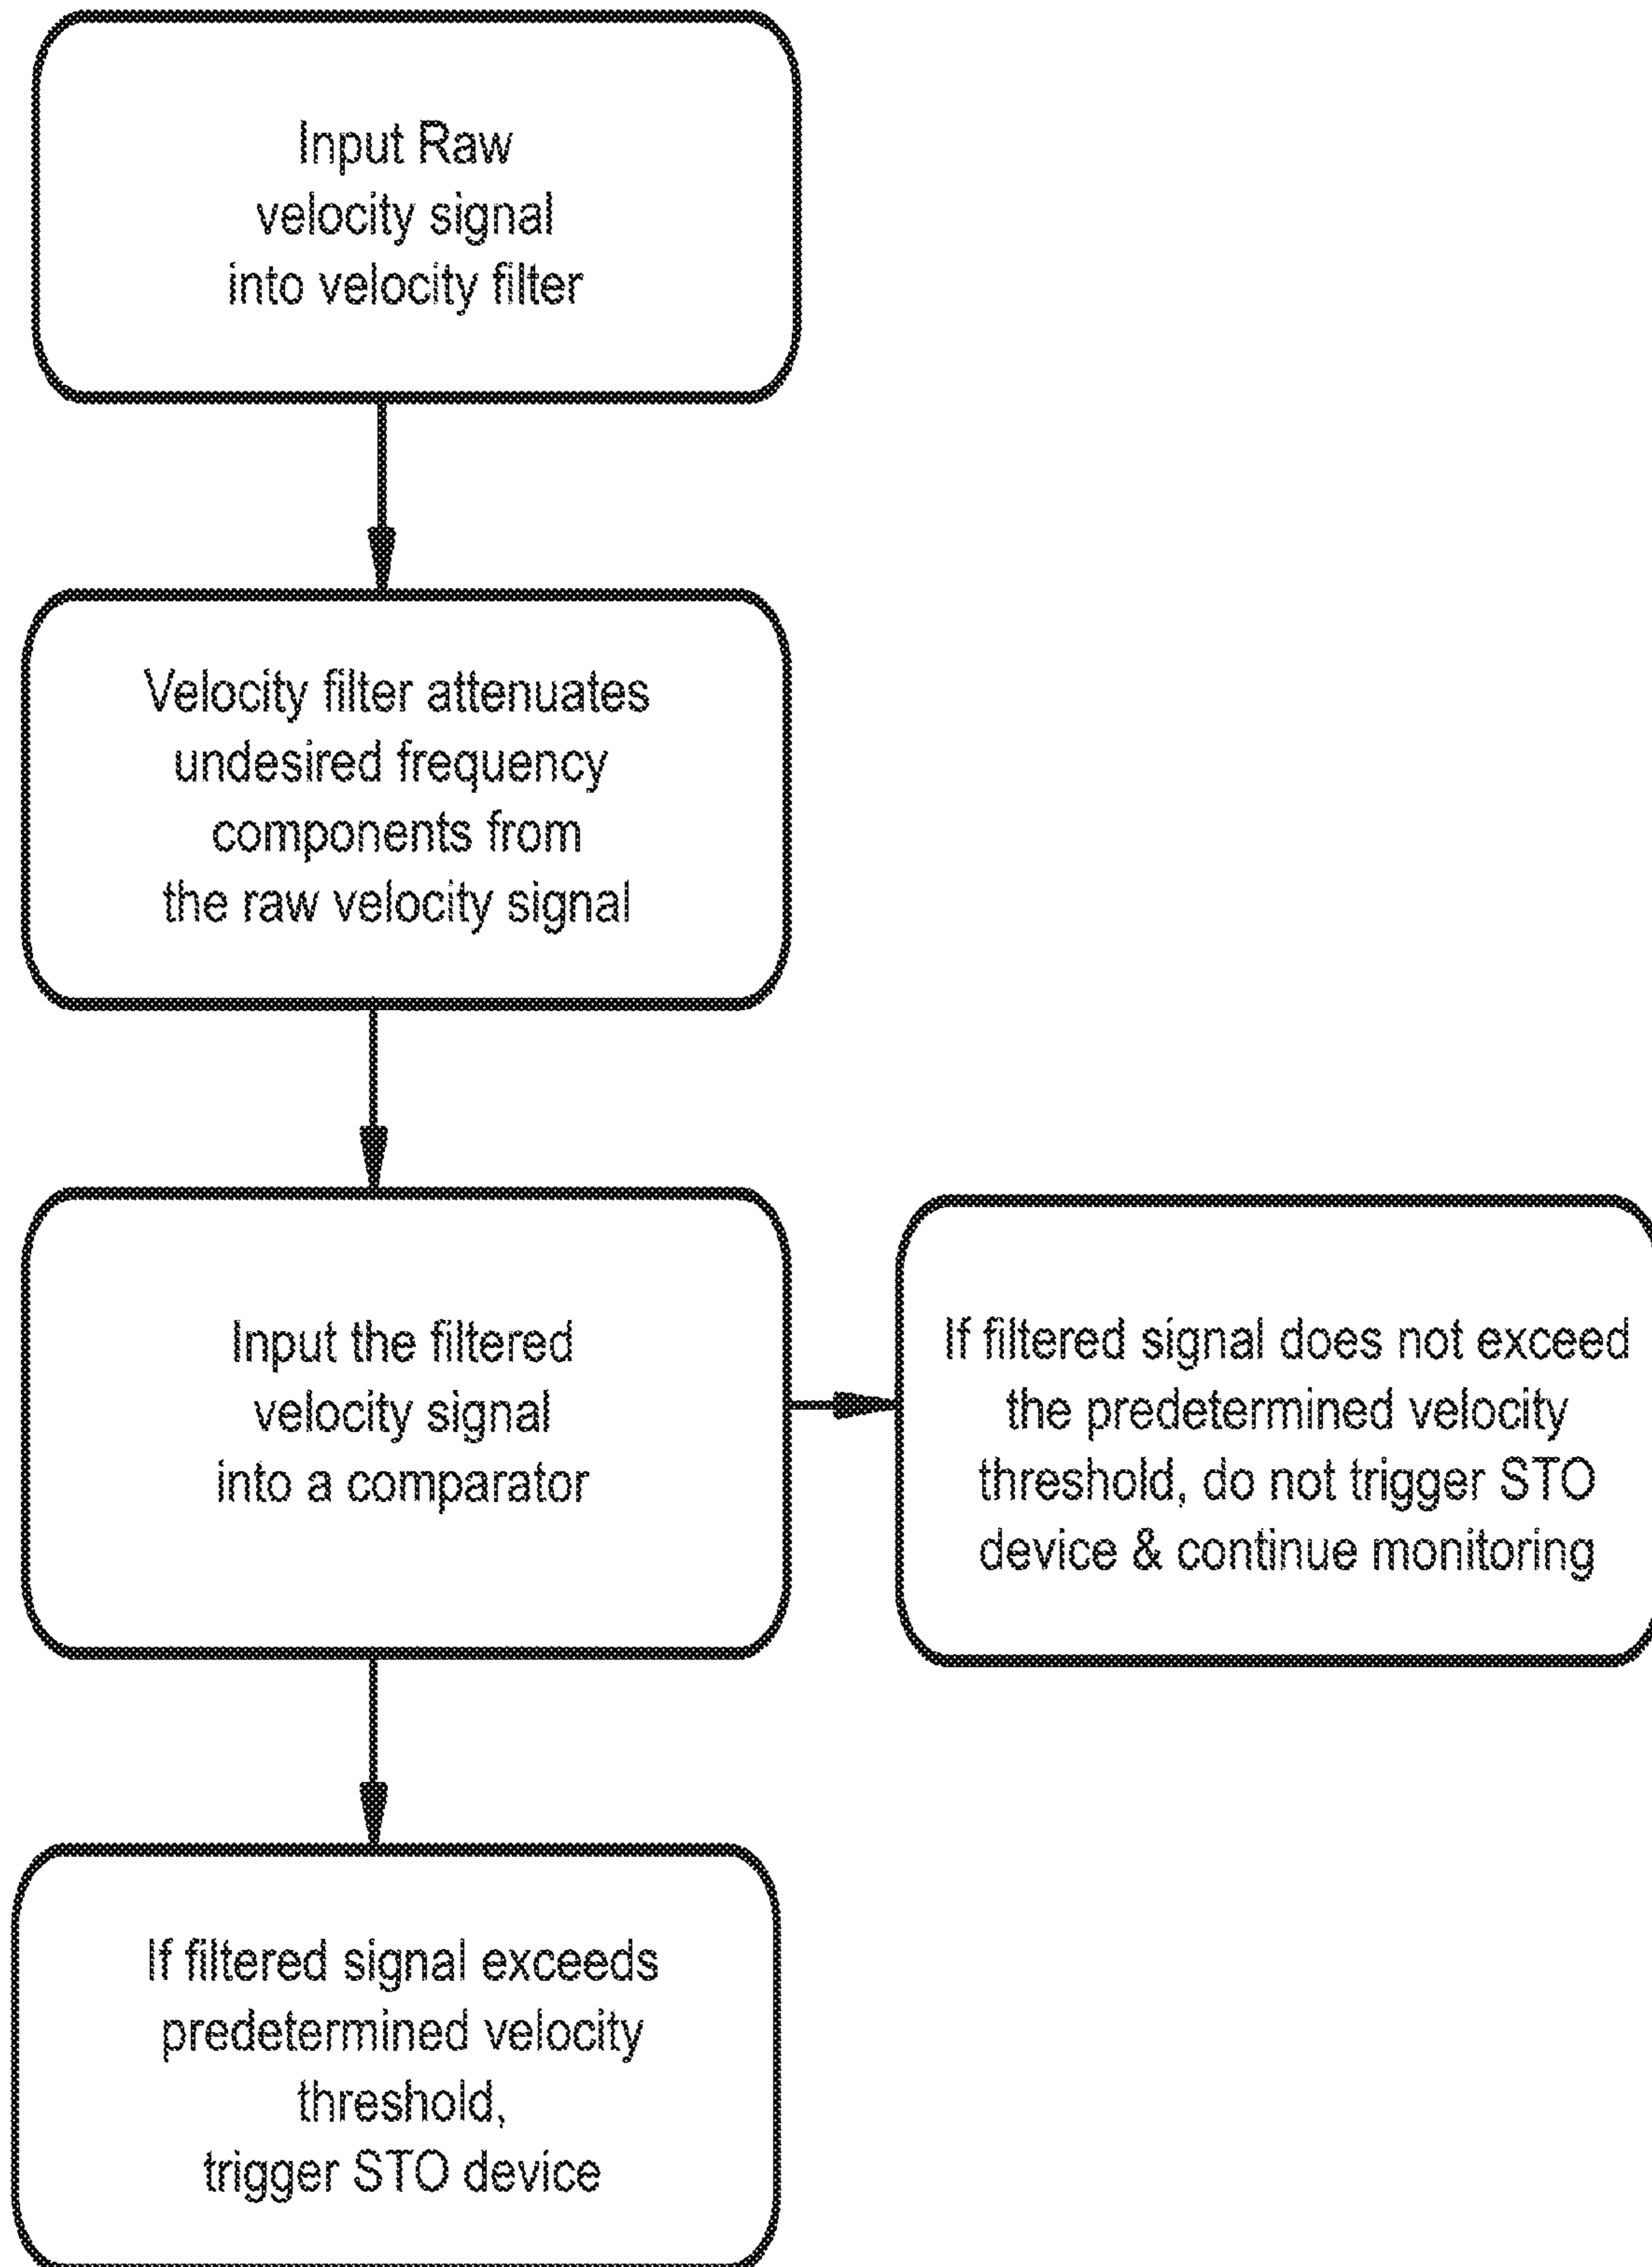 Input Raw
velocity signal
into velocity filter
Velocity filter attenuates
undesired frequency
components from
the raw velocity signal
Input the filtered
velocity signal
into a comparator
If filtered signal does not exceed
the predetermined velocity
threshold, do not trigger STO
device & continue monitoring
If filtered signal exceeds
predetermined velocity
threshold,
trigger STO device